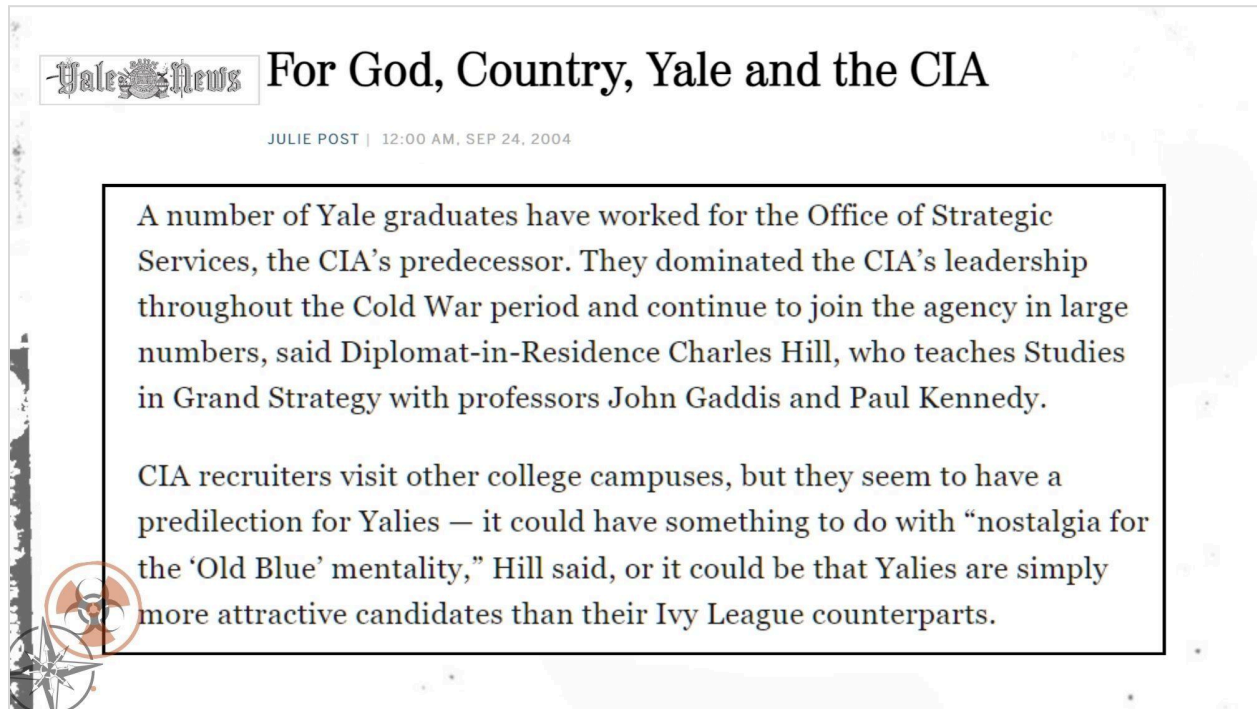 Yale News
For God, Country, Yale and the CIA
JULIE POST | 12:00 AM, SEP 24, 2004
A number of Yale graduates have worked for the Office of Strategic
Services, the CIA’s predecessor. They dominated the CIA’s leadership
throughout the Cold War period and continue to join the agency in large
numbers, said Diplomat-in-Residence Charles Hill, who teaches Studies
in Grand Strategy with professors John Gaddis and Paul Kennedy.
CIA recruiters visit other college campuses, but they seem to have a
predilection for Yalies — it could have something to do with “nostalgia for
the ‘Old Blue’ mentality,” Hill said, or it could be that Yalies are simply
more attractive candidates than their Ivy League counterparts.